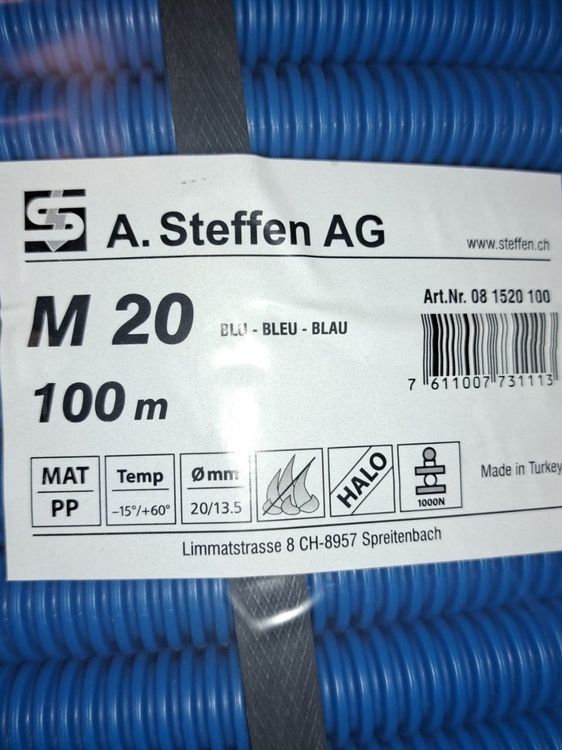 A. Steffen AG
www.steffen.ch
M 20 BLU - BLEU - BLAU
Art.Nr. 08 1520 100
100 m
7 611007 731113
MAT
PP
Temp
–15°/+60°
Ø mm
20/13.5
HALO
1000N
Made in Turkey
Limmatstrasse 8 CH-8957 Spreitenbach